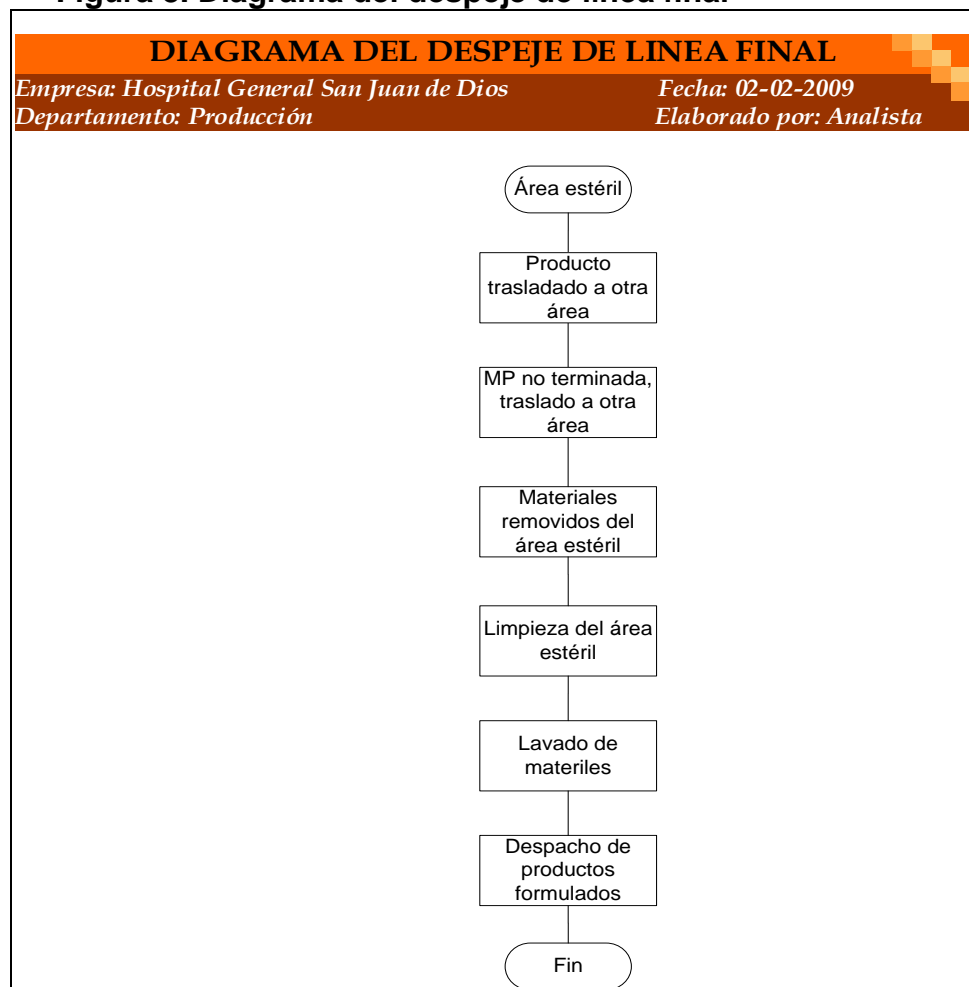 DIAGRAMA DEL DESPEJE DE LINEA FINAL
Empresa: Hospital General San Juan de Dios Fecha: 02-02-2009
Departamento: Producción Elaborado por: Analista
Área estéril
Producto
trasladado a otra
área
MP no terminada,
traslado a otra
área
Materiales
removidos del
área estéril
Limpieza del área
estéril
Lavado de
materiles
Despacho de
productos
formulados
Fin